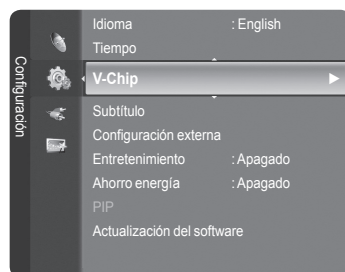 Configuración
Idioma : English
Tiempo
V-Chip
Subtítulo
Configuración externa
Entretenimiento : Apagado
Ahorro energía : Apagado
PIP
Actualización del software